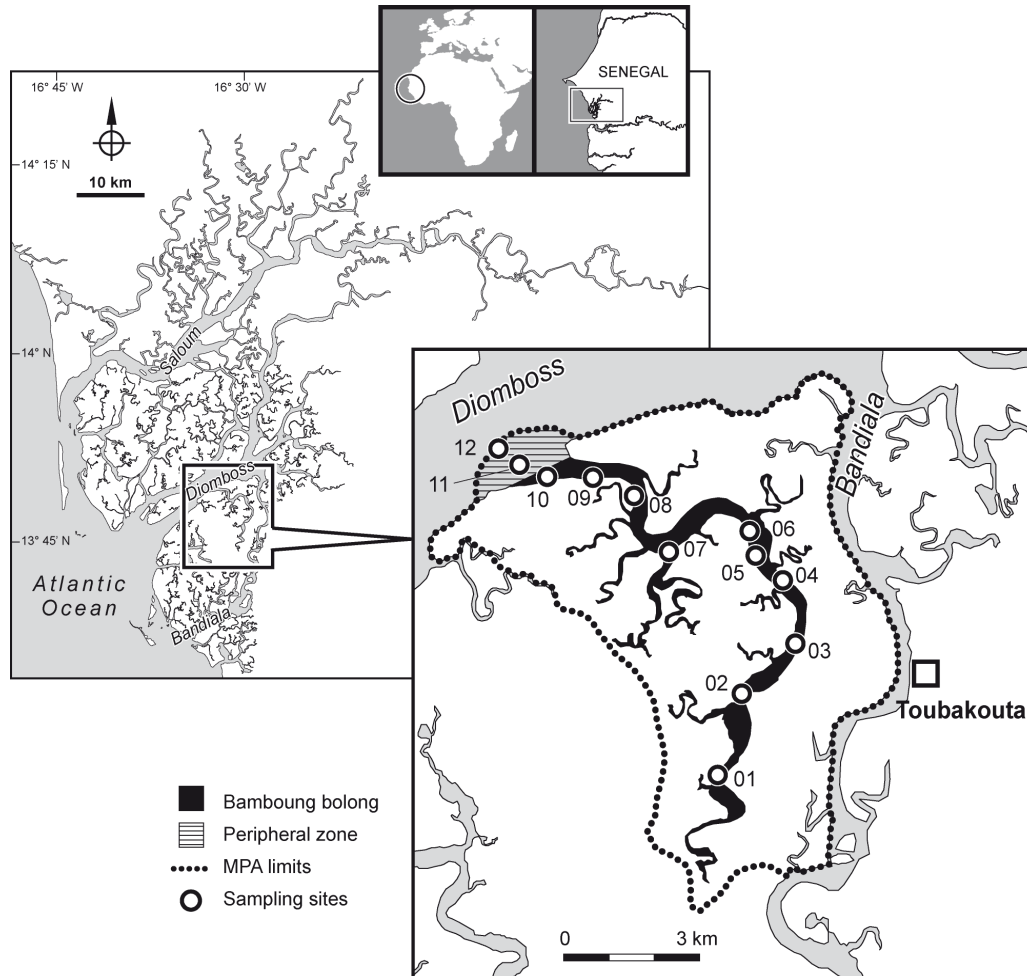 SENEGAL
16° 45' W
16° 30' W
14° 15' N
10 km
Saloum
14° N
Diomboss
13° 45' N
Atlantic
Ocean
Bandiala
Diomboss
Bandiala
12
11
10
09
08
07
06
05
04
03
02
01
Toubakouta
Bamboung bolong
Peripheral zone
MPA limits
Sampling sites
0 3 km